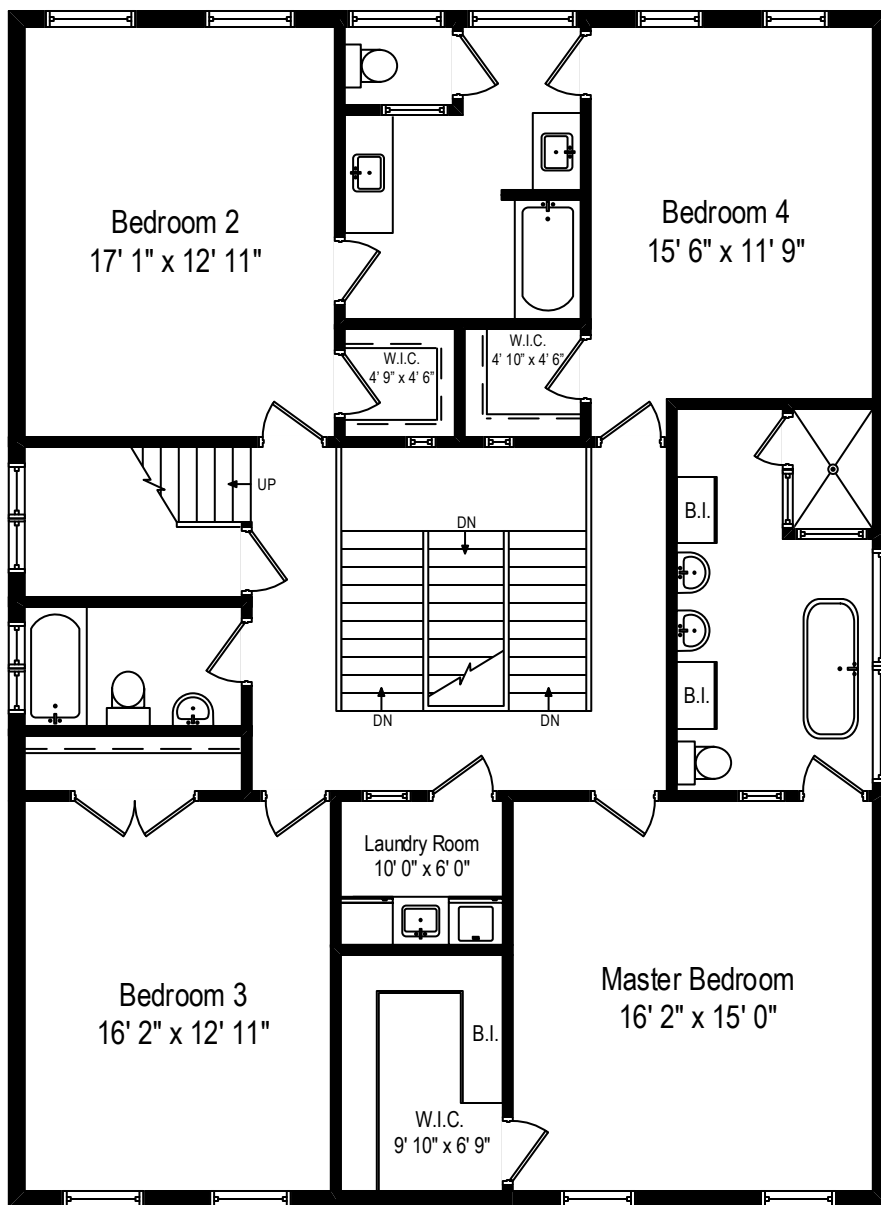 Bedroom 2
17' 1" x 12' 11"
Bedroom 4
15' 6" x 11' 9"
W.I.C.
4' 9" x 4' 6"
W.I.C.
4' 10" x 4' 6"
UP
DN
B.I.
B.I.
DN
DN
Laundry Room
10' 0" x 6' 0"
Bedroom 3
16' 2" x 12' 11"
B.I.
Master Bedroom
16' 2" x 15' 0"
W.I.C.
9' 10" x 6' 9"